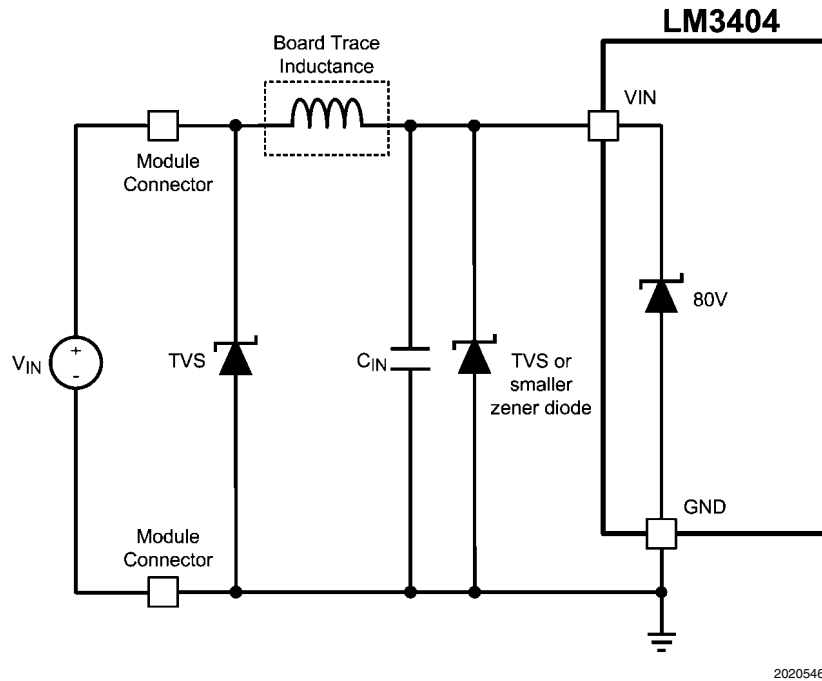 LM3404
Board Trace
Inductance
VIN
Module
Connector
80V
VIN
+
-
TVS
CIN
TVS or
smaller
zener diode
GND
Module
Connector
2020546